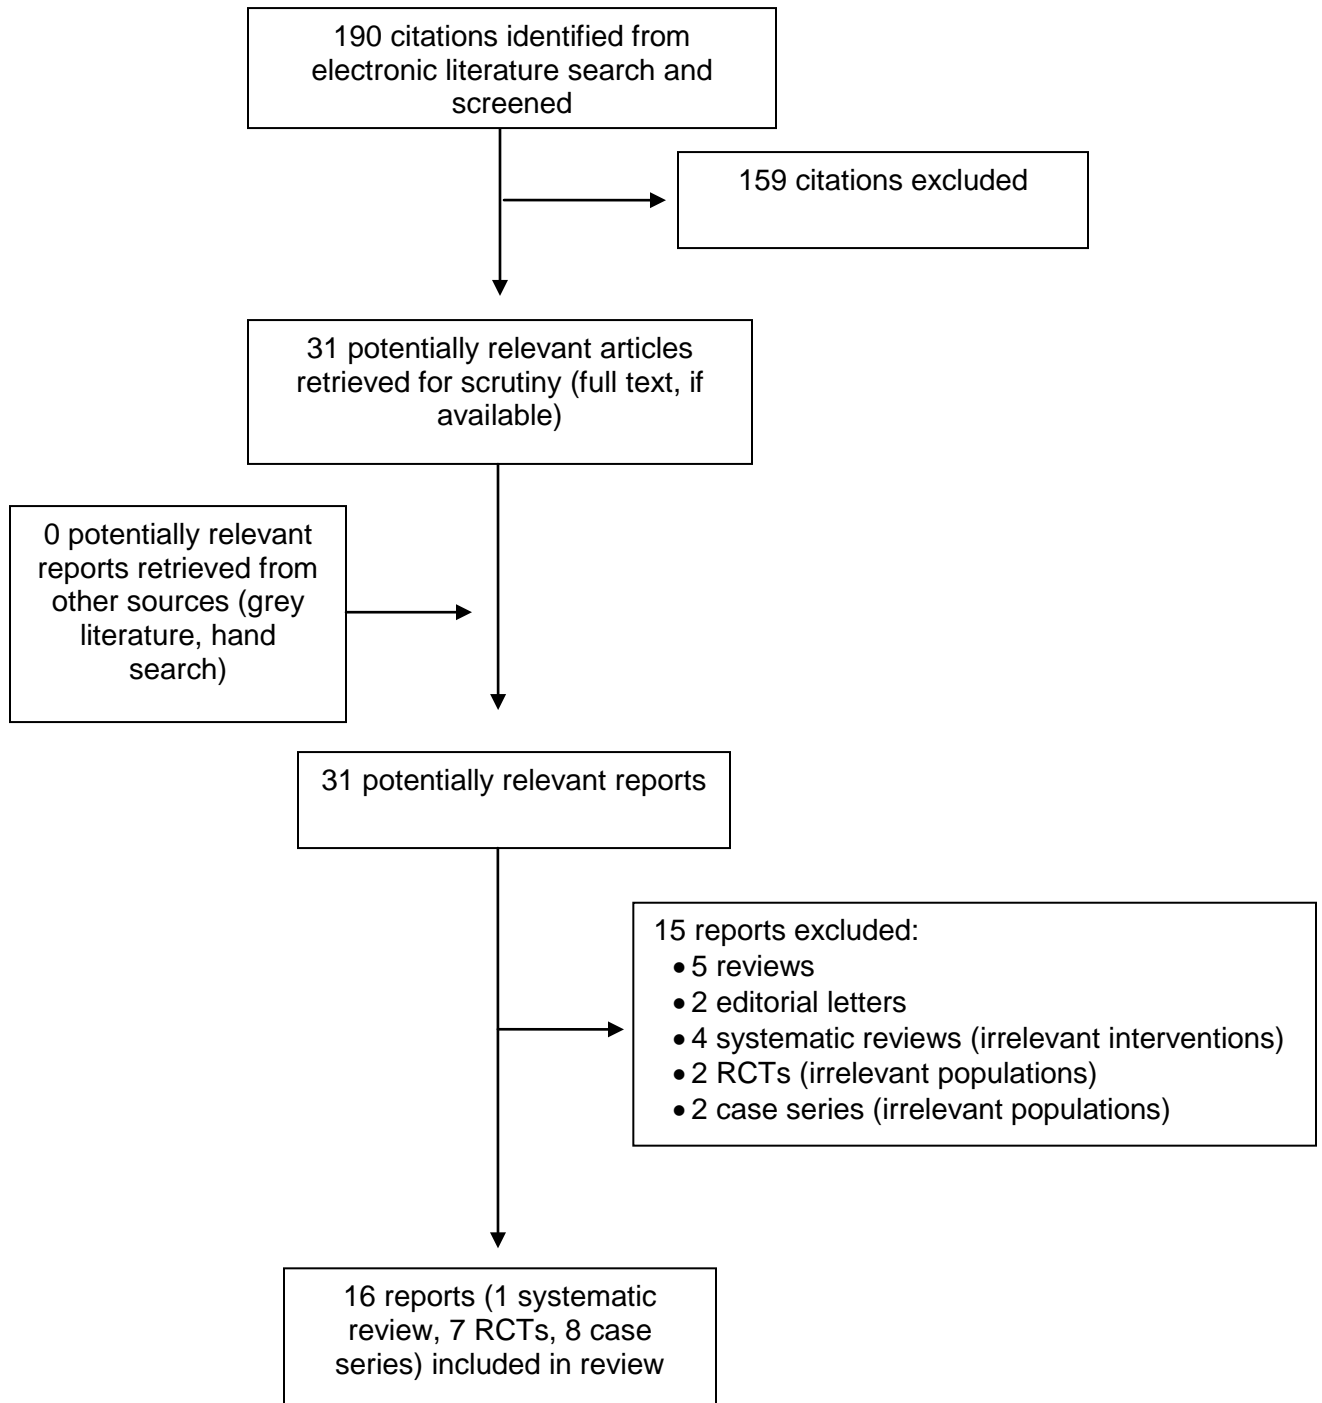 190 citations identified from
electronic literature search and
screened
159 citations excluded
31 potentially relevant articles
retrieved for scrutiny (full text, if
available)
0 potentially relevant
reports retrieved from
other sources (grey
literature, hand
search)
31 potentially relevant reports
15 reports excluded:
• 5 reviews
• 2 editorial letters
• 4 systematic reviews (irrelevant interventions)
• 2 RCTs (irrelevant populations)
• 2 case series (irrelevant populations)
16 reports (1 systematic
review, 7 RCTs, 8 case
series) included in review